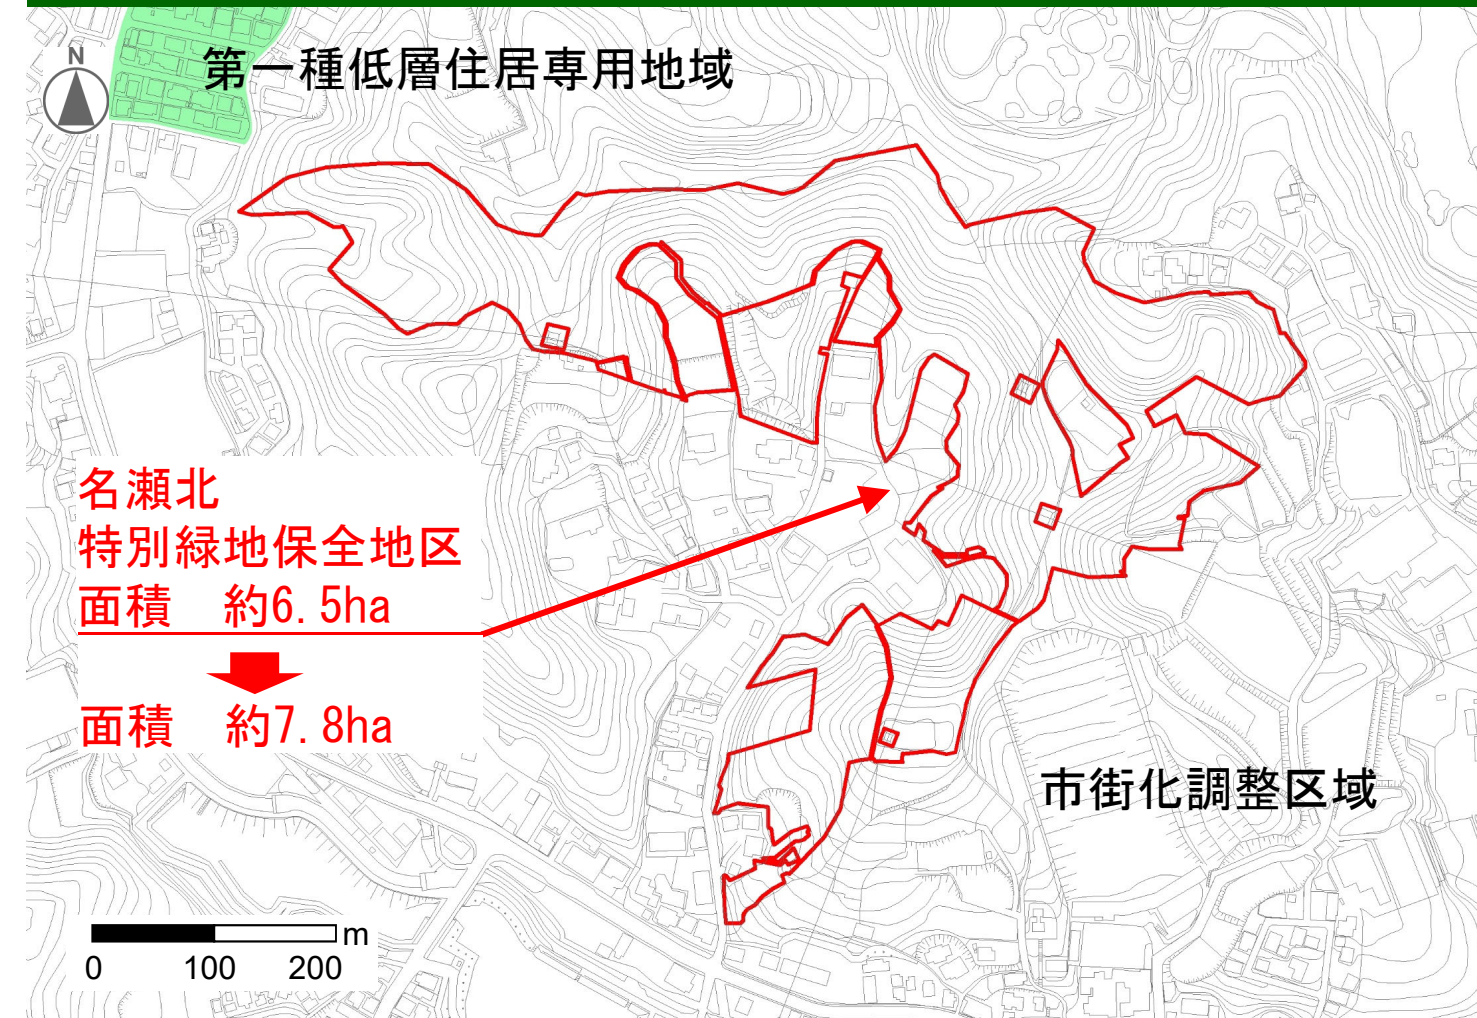 N
第一種低層住居専用地域
名瀬北
特別緑地保全地区
面積　約6.5ha
面積　約7.8ha
市街化調整区域
m
0 100 200